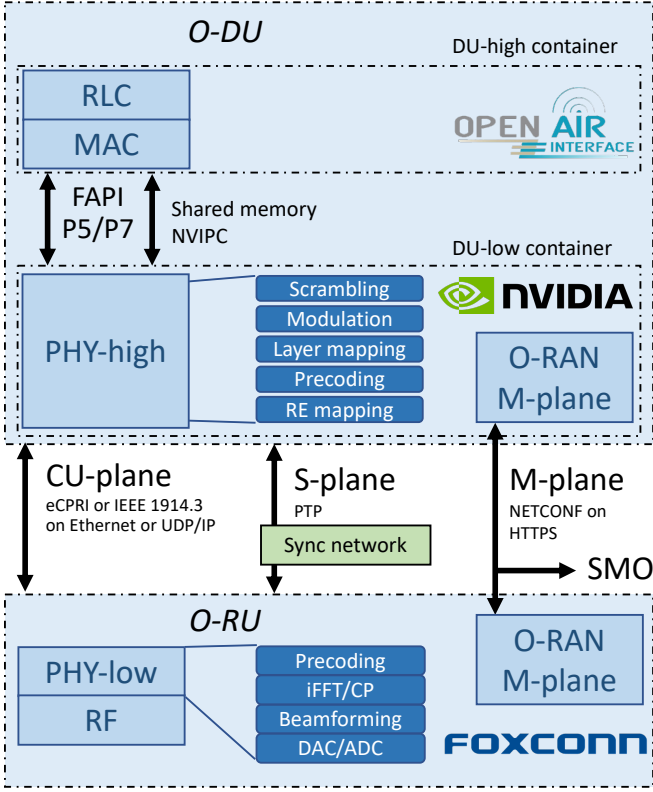 O-DU
DU-high container
RLC
MAC
OPEN AIR
INTERFACE
FAPI
P5/P7
Shared memory
NVIPC
DU-low container
PHY-high
Scrambling
Modulation
Layer mapping
Precoding
RE mapping
NVIDIA
O-RAN
M-plane
CU-plane
eCPRI or IEEE 1914.3
on Ethernet or UDP/IP
S-plane
PTP
Sync network
M-plane
NETCONF on
HTTPS
SMO
O-RU
PHY-low
RF
Precoding
iFFT/CP
Beamforming
DAC/ADC
O-RAN
M-plane
FOXCONN